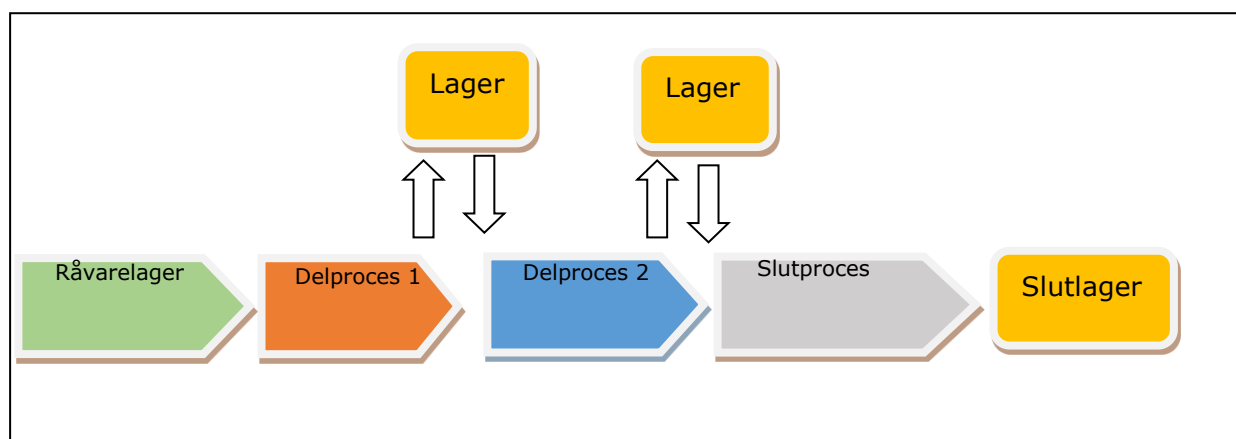 Lager
Lager
Råvarelager
Delproces 1
Delproces 2
Slutproces
Slutlager